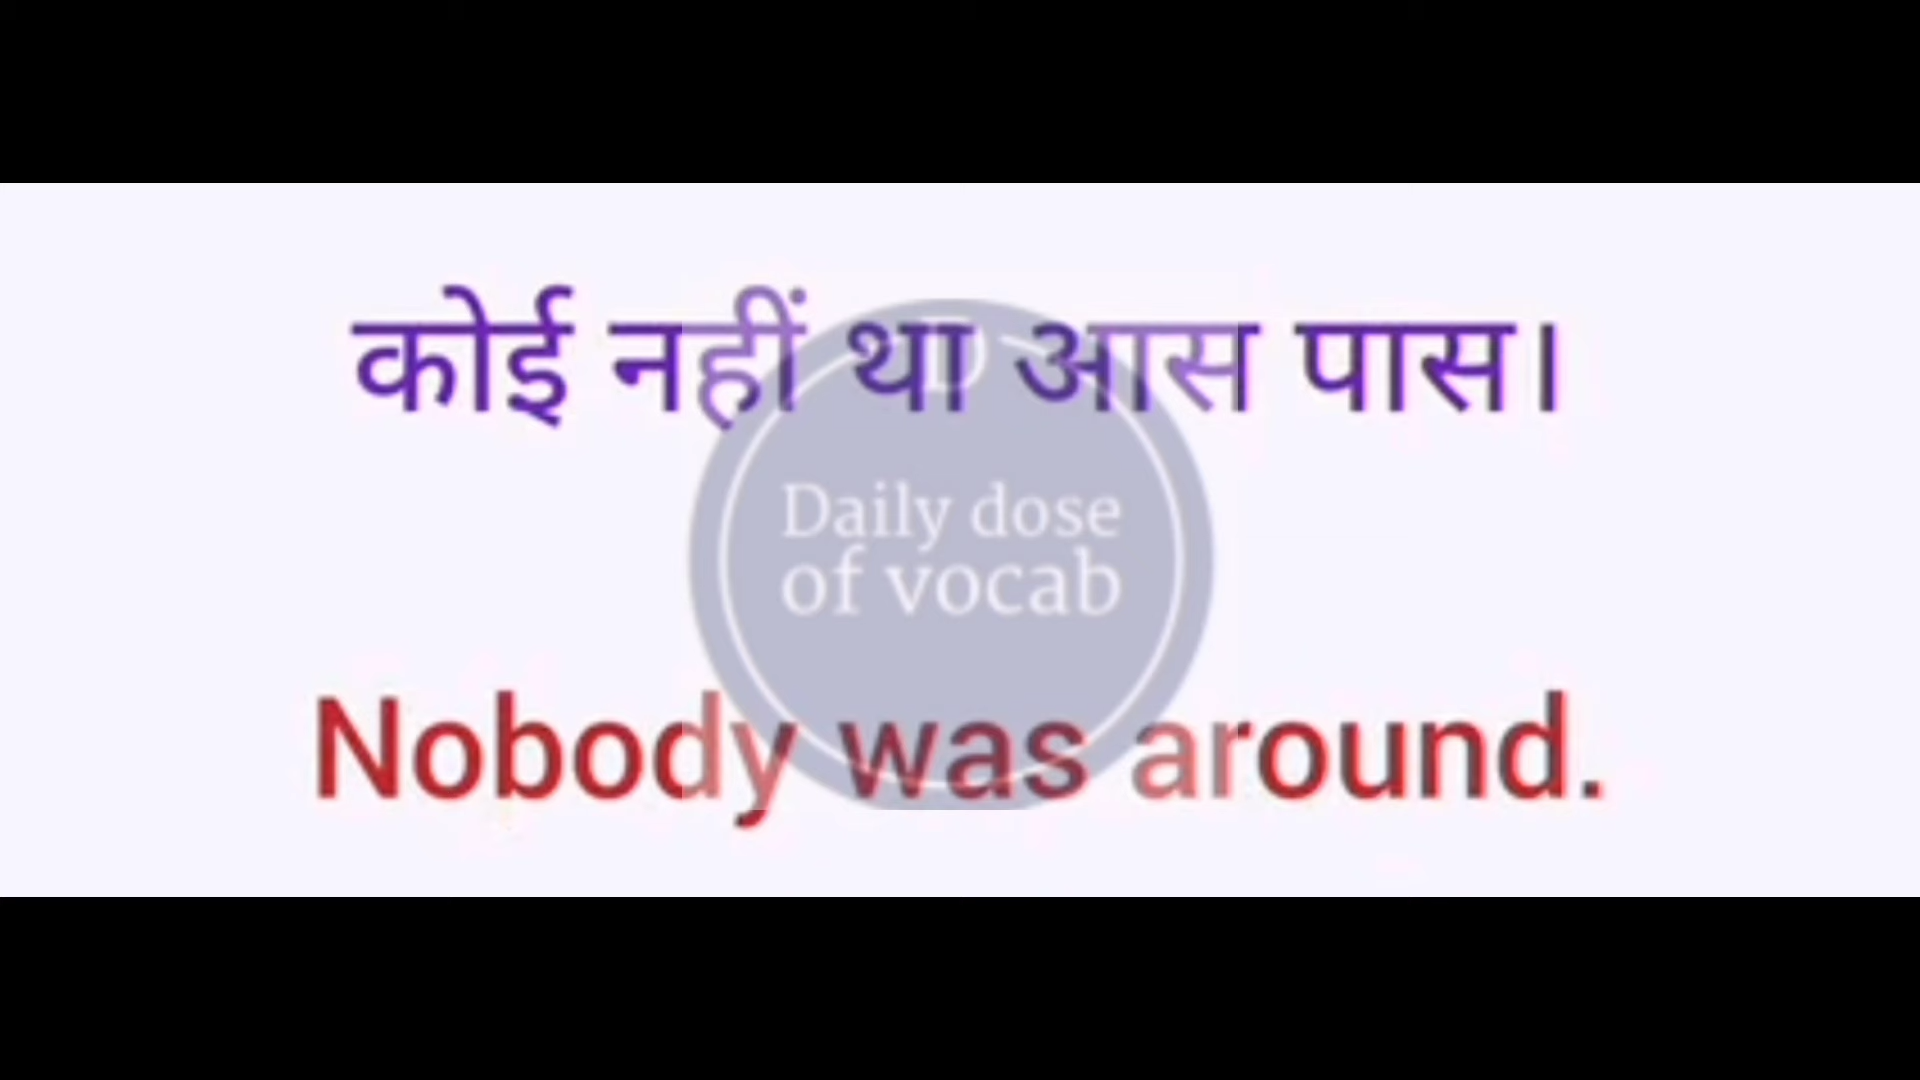 कोई नहीं था आस पास।
D
Daily dose
of vocab
Nobody was around.